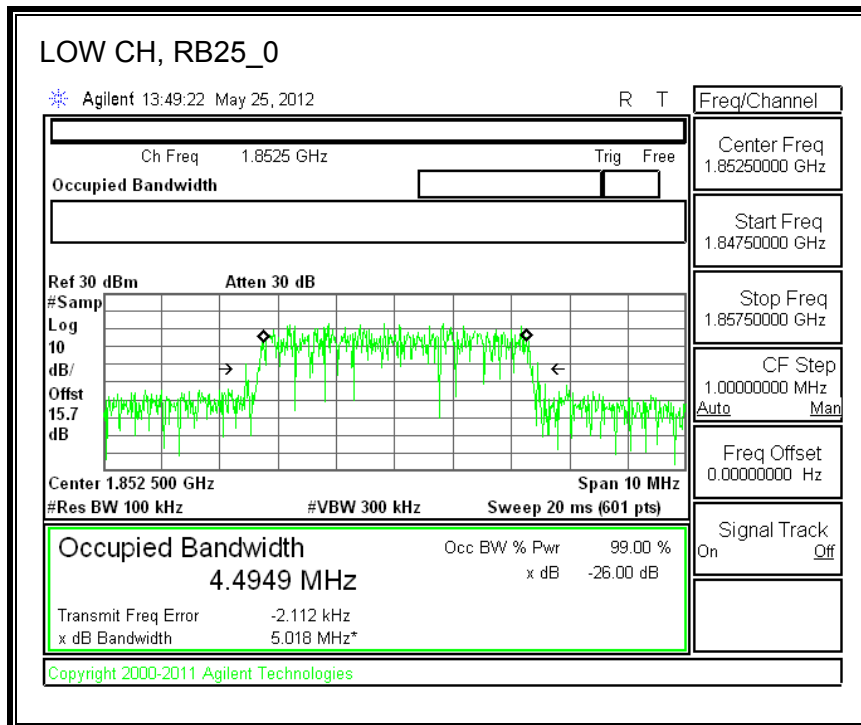 LOW CH, RB25_0
Agilent 13:49:22 May 25, 2012 R T
Freq/Channel
Ch Freq 1.8525 GHz Trig Free
Occupied Bandwidth
Center Freq
1.85250000 GHz
Start Freq
1.84750000 GHz
Stop Freq
1.85750000 GHz
CF Step
1.00000000 MHz
Auto Man
Freq Offset
0.00000000 Hz
Signal Track
On Off
Ref 30 dBm Atten 30 dB
#Samp
Log
10
dB/
Offst
15.7
dB
Center 1.852 500 GHz Span 10 MHz
#Res BW 100 kHz #VBW 300 kHz Sweep 20 ms (601 pts)
Occupied Bandwidth Occ BW % Pwr 99.00 %
4.4949 MHz x dB -26.00 dB
Transmit Freq Error -2.112 kHz
x dB Bandwidth 5.018 MHz*
Copyright 2000-2011 Agilent Technologies